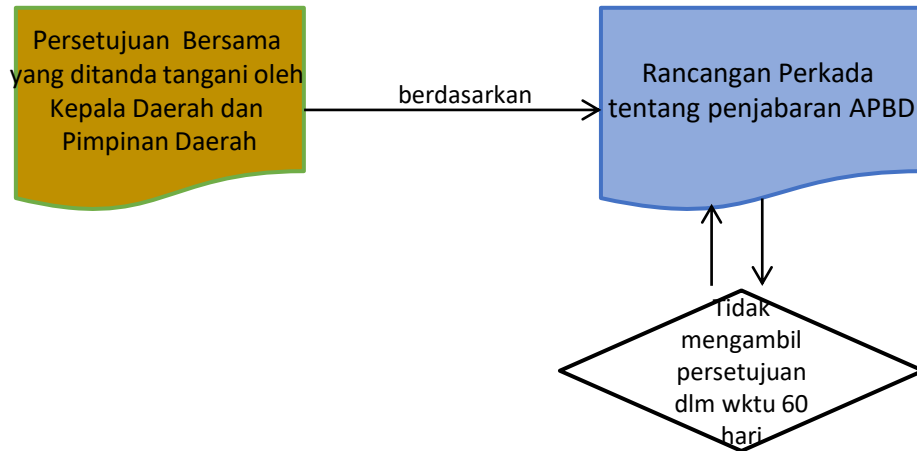 Persetujuan Bersama
yang ditanda tangani oleh
Kepala Daerah dan
Pimpinan Daerah
berdasarkan
Rancangan Perkada
tentang penjabaran APBD
Tidak
mengambil
persetujuan
dlm wktu 60
hari